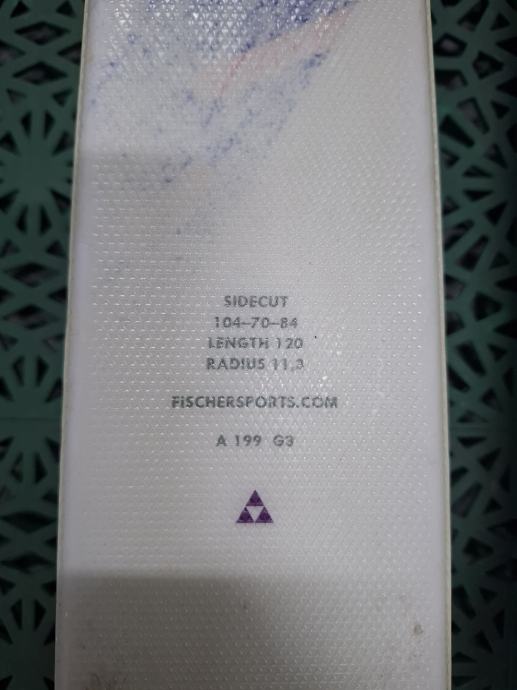 SIDECUT
104–70–84
LENGTH 120
RADIUS 11,3
FISCHERSPORTS.COM
A 199 G3